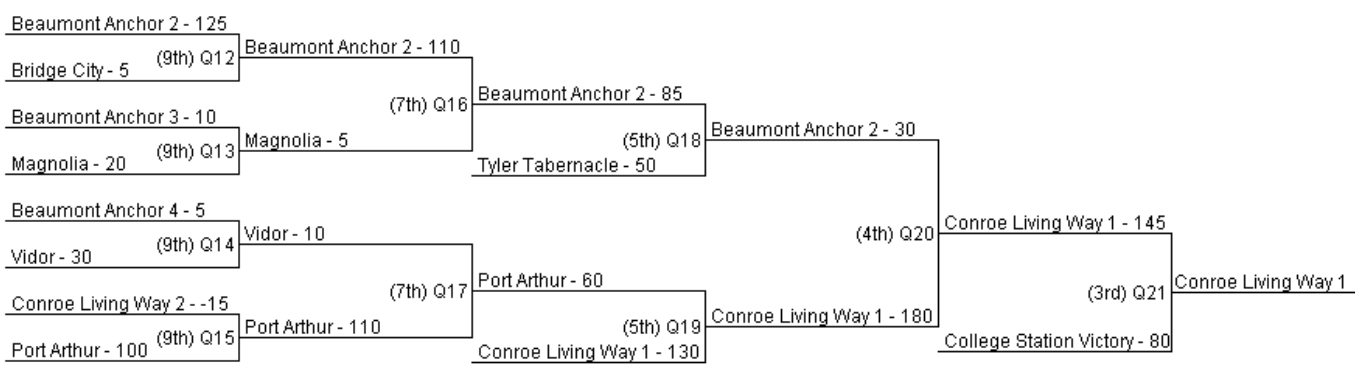 Beaumont Anchor 2 - 125
(9th) Q12
Bridge City - 5
Beaumont Anchor 3 - 10
(9th) Q13
Magnolia - 20
Beaumont Anchor 4 - 5
(9th) Q14
Vidor - 30
Conroe Living Way 2 - -15
(9th) Q15
Port Arthur - 100
Beaumont Anchor 2 - 110
(7th) Q16
Magnolia - 5
Vidor - 10
(7th) Q17
Port Arthur - 110
Beaumont Anchor 2 - 85
(5th) Q18
Tyler Tabernacle - 50
Port Arthur - 60
(5th) Q19
Conroe Living Way 1 - 130
Beaumont Anchor 2 - 30
(4th) Q20
Conroe Living Way 1 - 180
Conroe Living Way 1 - 145
(3rd) Q21
College Station Victory - 80
Conroe Living Way 1